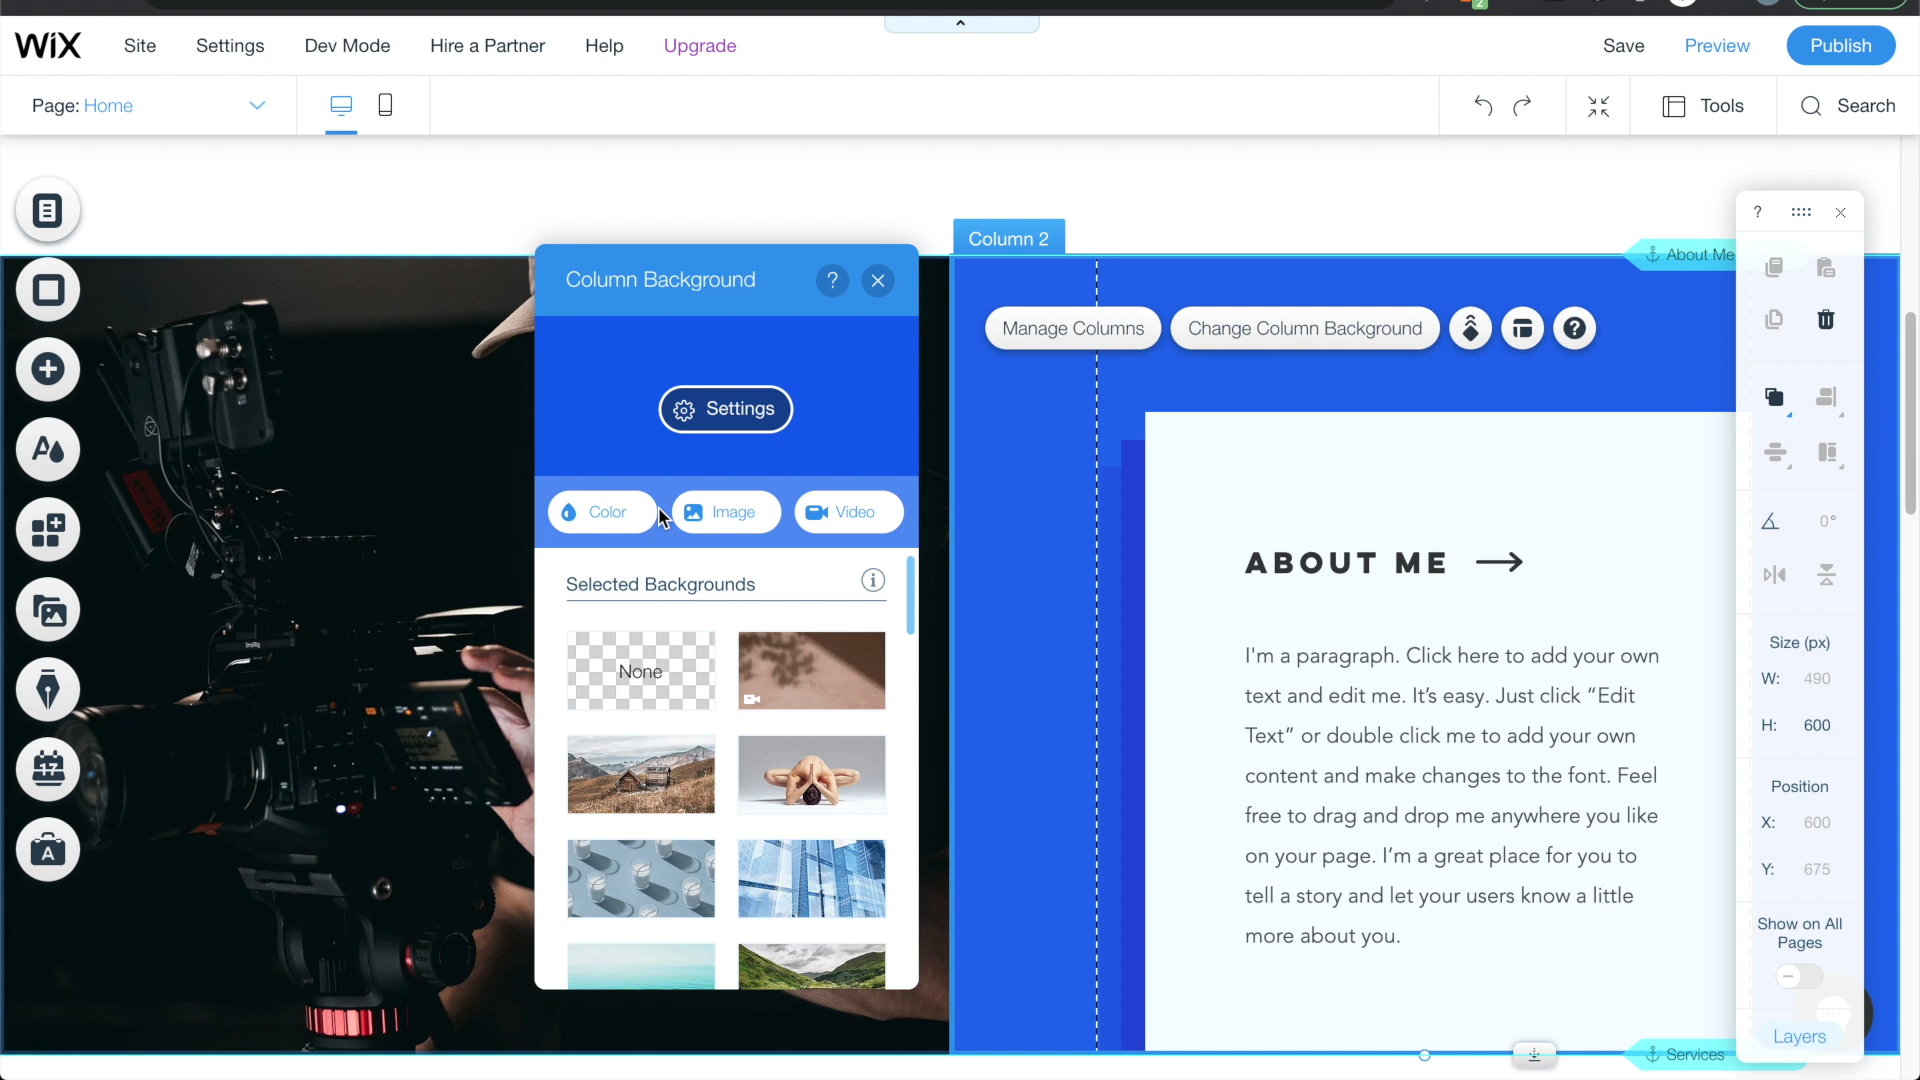 2
WiX
Site
Settings
Dev Mode
Hire a Partner
Help
Upgrade
Save
Preview
Publish
Page: Home
Tools
Search
Column 2
About Me
Column Background
?
Manage Columns
Change Column Background
?
Settings
Color
Image
Video
Selected Backgrounds
None
17
A
ABOUT ME
I'm a paragraph. Click here to add your own
text and edit me. It’s easy. Just click “Edit
Text” or double click me to add your own
content and make changes to the font. Feel
free to drag and drop me anywhere you like
on your page. I’m a great place for you to
tell a story and let your users know a little
more about you.
?
0°
Size (px)
W: 490
H: 600
Position
X: 600
Y: 675
Show on All
Pages
Layers
Services